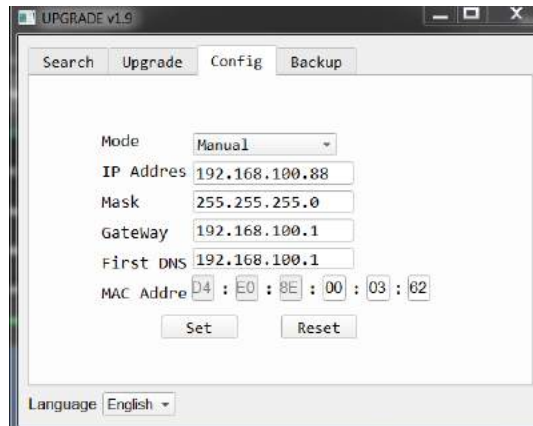 UPGRADE v1.9
Search Upgrade Config Backup
Mode Manual
IP Addres 192.168.100.88
Mask 255.255.255.0
GateWay 192.168.100.1
First DNS 192.168.100.1
MAC Addre D4 : E0 : 8E : 00 : 03 : 62
Set Reset
Language English